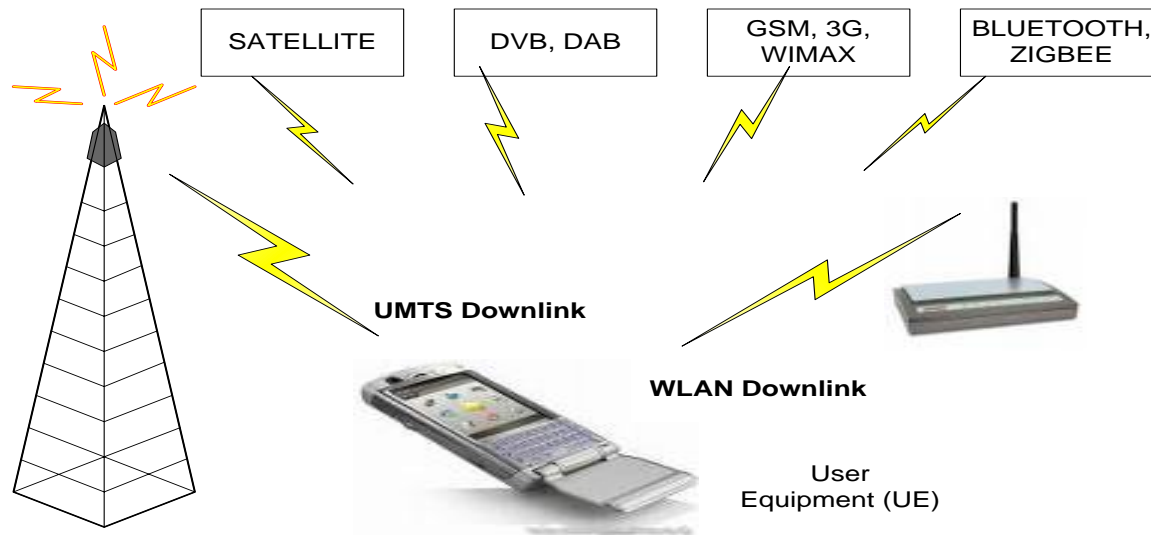 SATELLITE
DVB, DAB
GSM, 3G,
WIMAX
BLUETOOTH,
ZIGBEE
UMTS Downlink
WLAN Downlink
User
Equipment (UE)